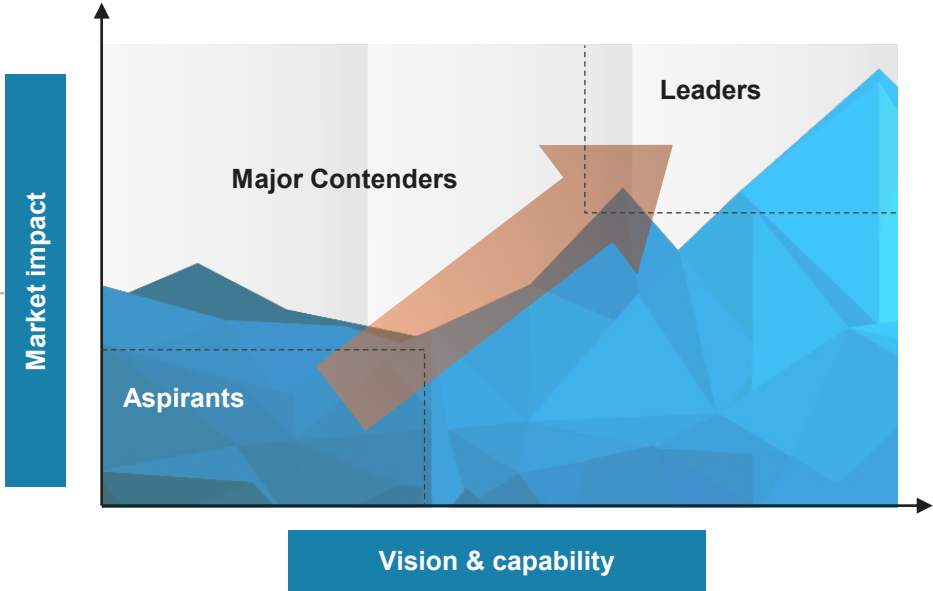 Leaders
Major Contenders
Market impact
Aspirants
Vision & capability